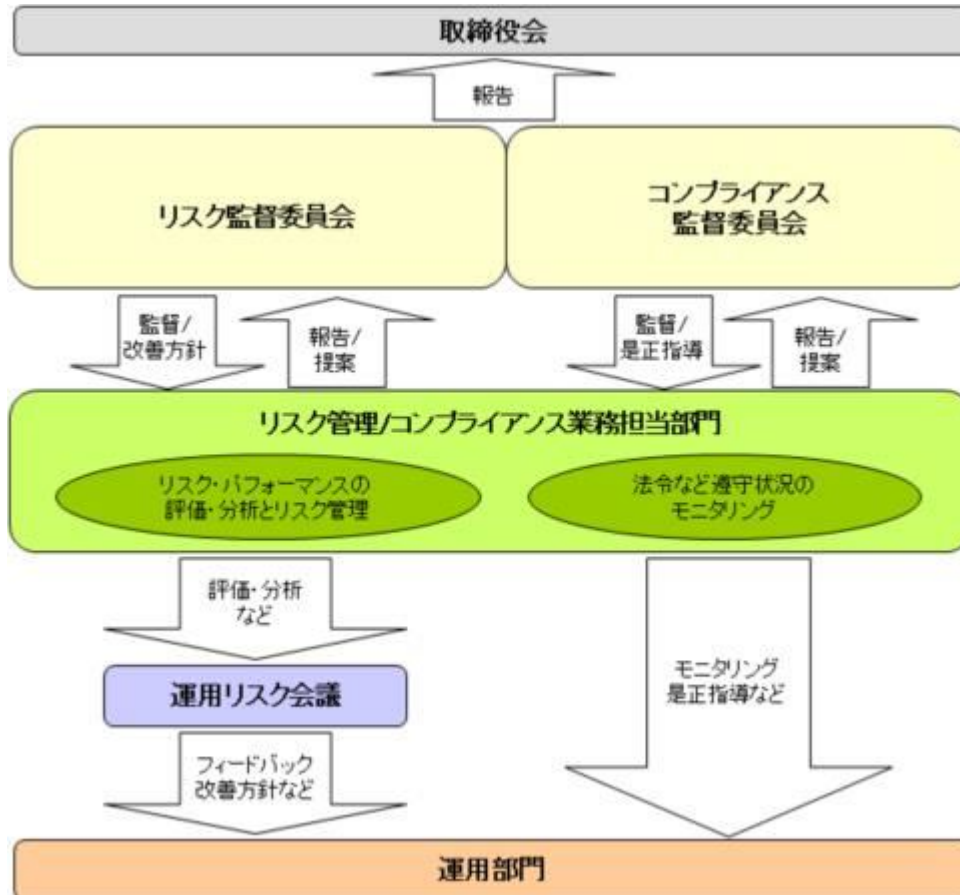 取締役会
報告
リスク監督委員会
コンプライアンス
監督委員会
監督/
改善方針
報告/
提案
監督/
是正指導
報告/
提案
リスク管理/コンプライアンス業務担当部門
リスク・パフォーマンスの
評価・分析とリスク管理
法令など遵守状況の
モニタリング
評価・分析
など
運用リスク会議
フィードバック
改善方針など
モニタリング
是正指導など
運用部門